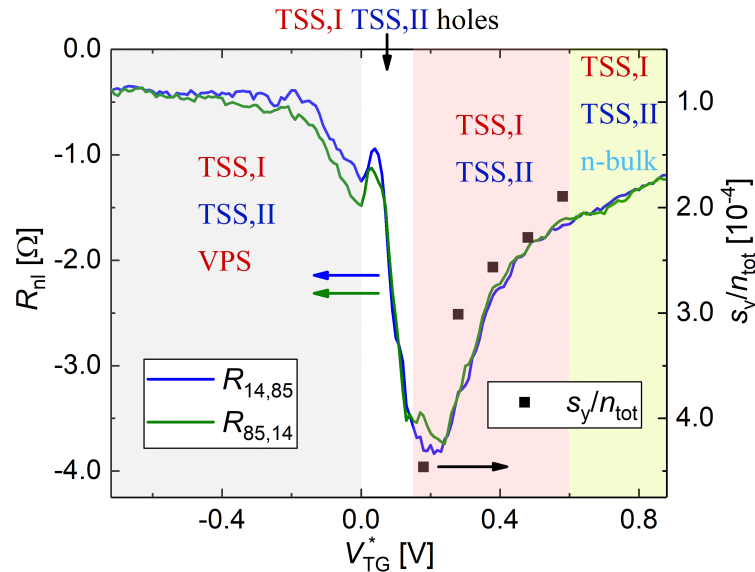 TSS,I TSS,II holes
0.0
-1.0
-2.0
-3.0
-4.0
R_nl [Ω]
TSS,I
TSS,II
VPS
TSS,I
TSS,II
TSS,I
TSS,II
n-bulk
1.0
2.0
3.0
4.0
s_y/n_tot [10^-4]
R_14,85
R_85,14
s_y/n_tot
-0.4
0.0
0.4
0.8
V_TG^* [V]